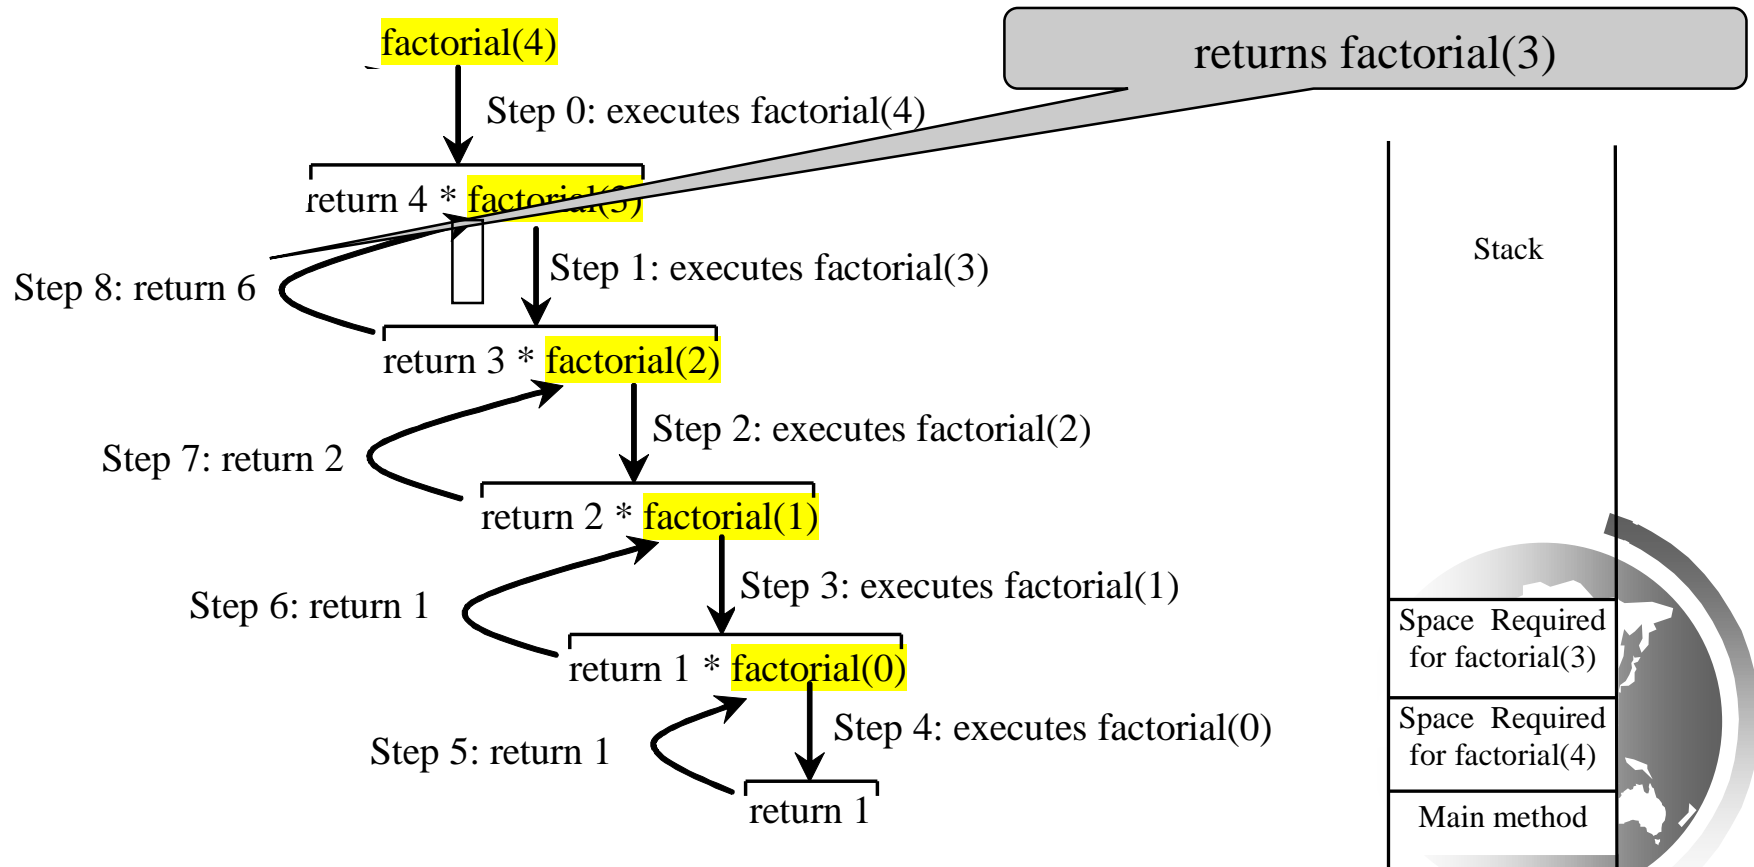 factorial(4)
returns factorial(3)
Step 0: executes factorial(4)
return 4 * factorial(3)
Stack
Step 1: executes factorial(3)
Step 8: return 6
return 3 * factorial(2)
Step 2: executes factorial(2)
Step 7: return 2
return 2 * factorial(1)
Step 3: executes factorial(1)
Step 6: return 1
Space Required
for factorial(3)
return 1 * factorial(0)
Space Required
for factorial(4)
Step 4: executes factorial(0)
Step 5: return 1
return 1
Main method